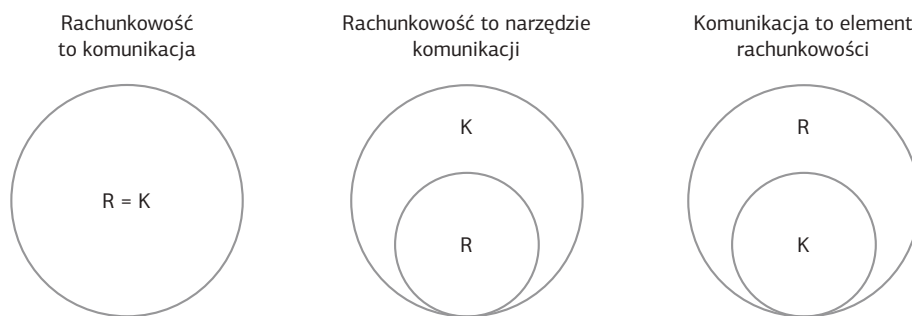 Rachunkowość
to komunikacja
R = K
Rachunkowość to narzędzie
komunikacji
K
R
Komunikacja to element
rachunkowości
R
K